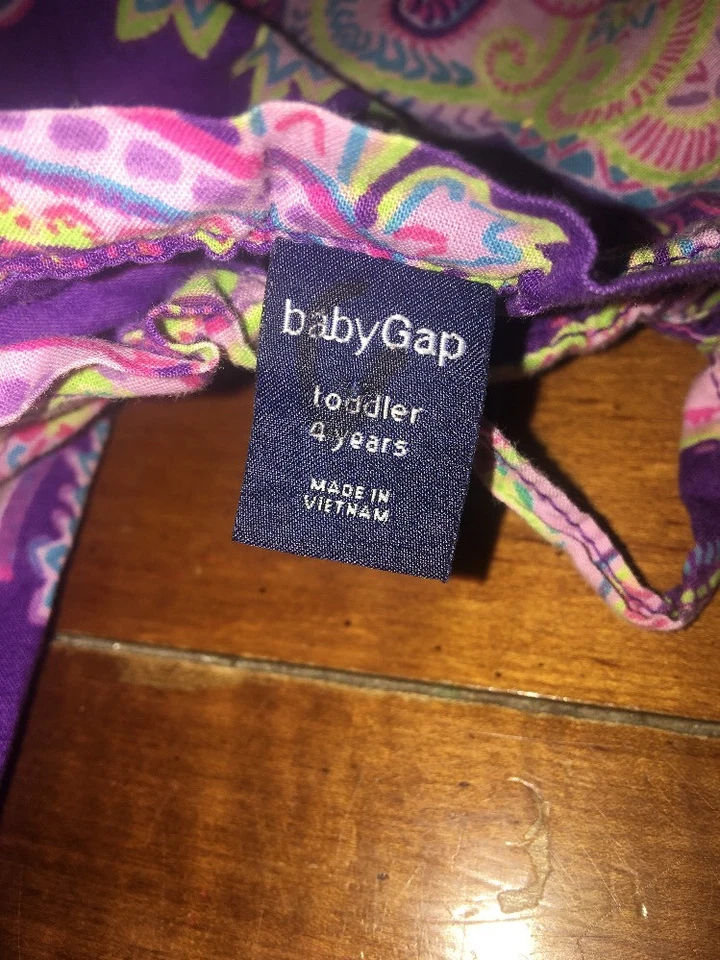 babyGap
toddler
4 years
MADE IN
VIETNAM